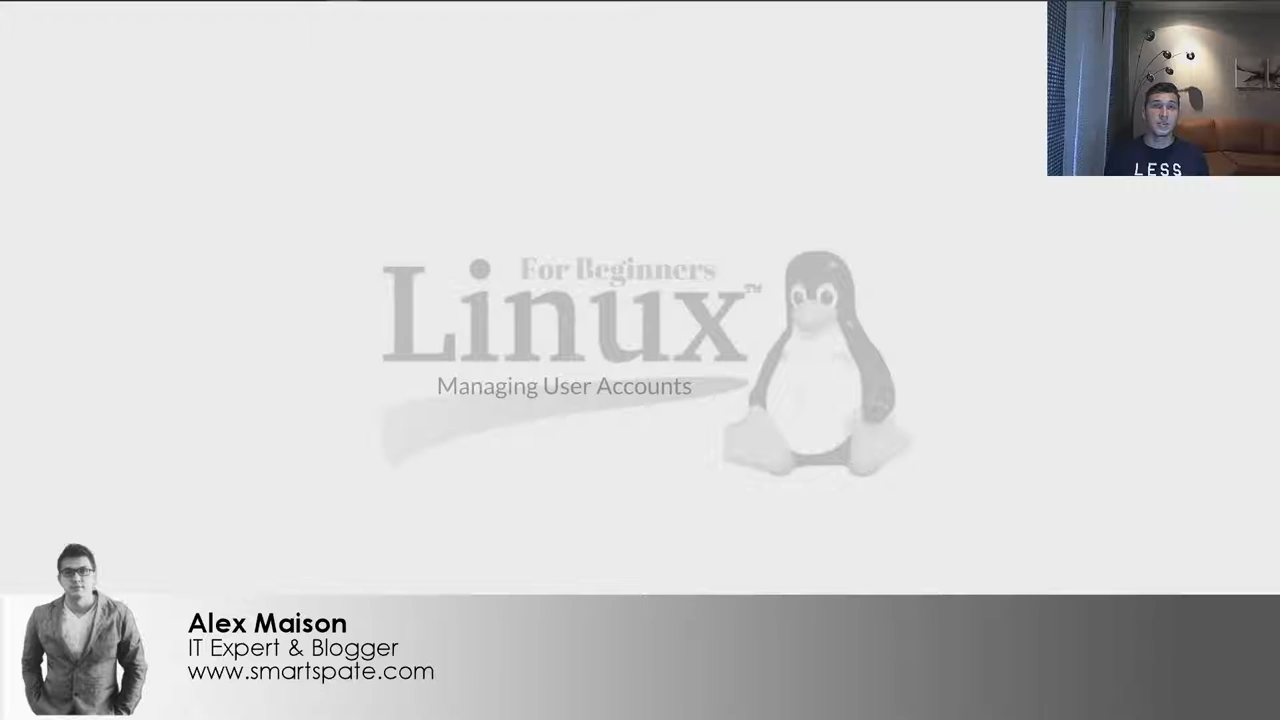 LESS
For Beginners
Linux™
Managing User Accounts
Alex Maison
IT Expert & Blogger
www.smartspate.com